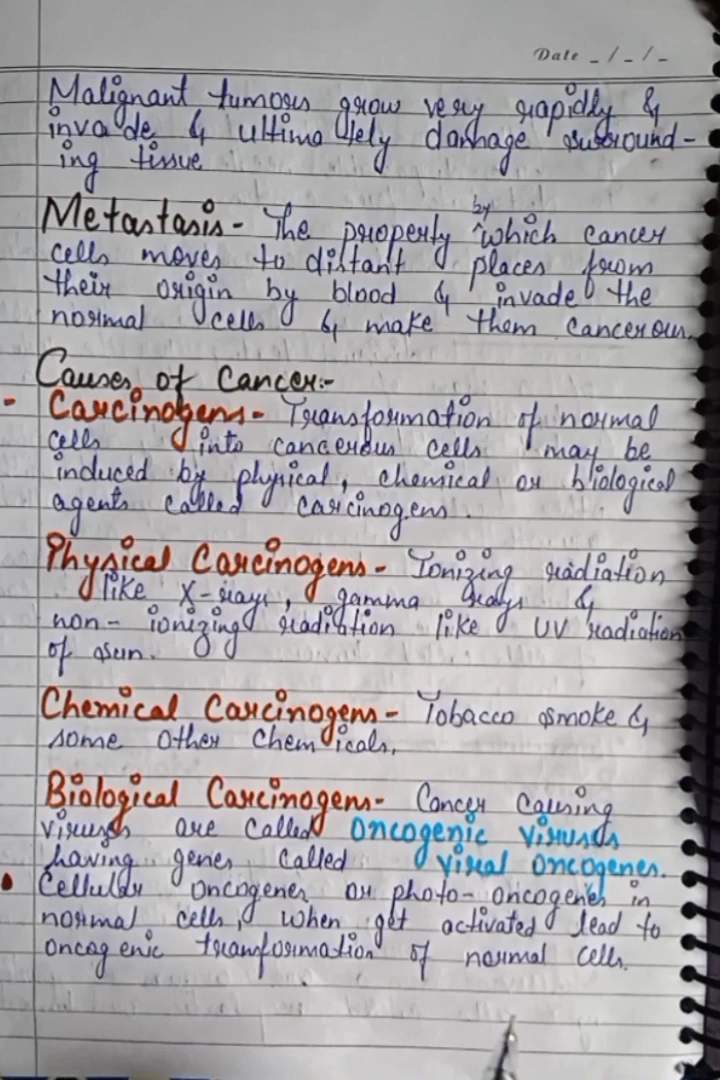 Date _/_/_
Malignant tumors grow very rapidly &
invade & ultimately damage surround-
ing tissue
Metastasis - The property by which cancer
cells moves to distant places from
their origin by blood & invade the
normal cells & make them cancerous.
Causes of Cancer:-
- Carcinogens - Transformation of normal
cells into cancerous cells may be
induced by physical, chemical or biological
agents called carcinogens.
Physical Carcinogens - Ionizing radiation
like X-rays, gamma rays &
non-ionizing radiation like UV radiation
of sun.
Chemical Carcinogens - Tobacco smoke &
some other chemicals,
Biological Carcinogens - Cancer causing
viruses are called oncogenic viruses
having genes called viral oncogenes.
• Cellular oncogenes or photo-oncogenes in
normal cells, when get activated lead to
oncogenic transformation of normal cells.